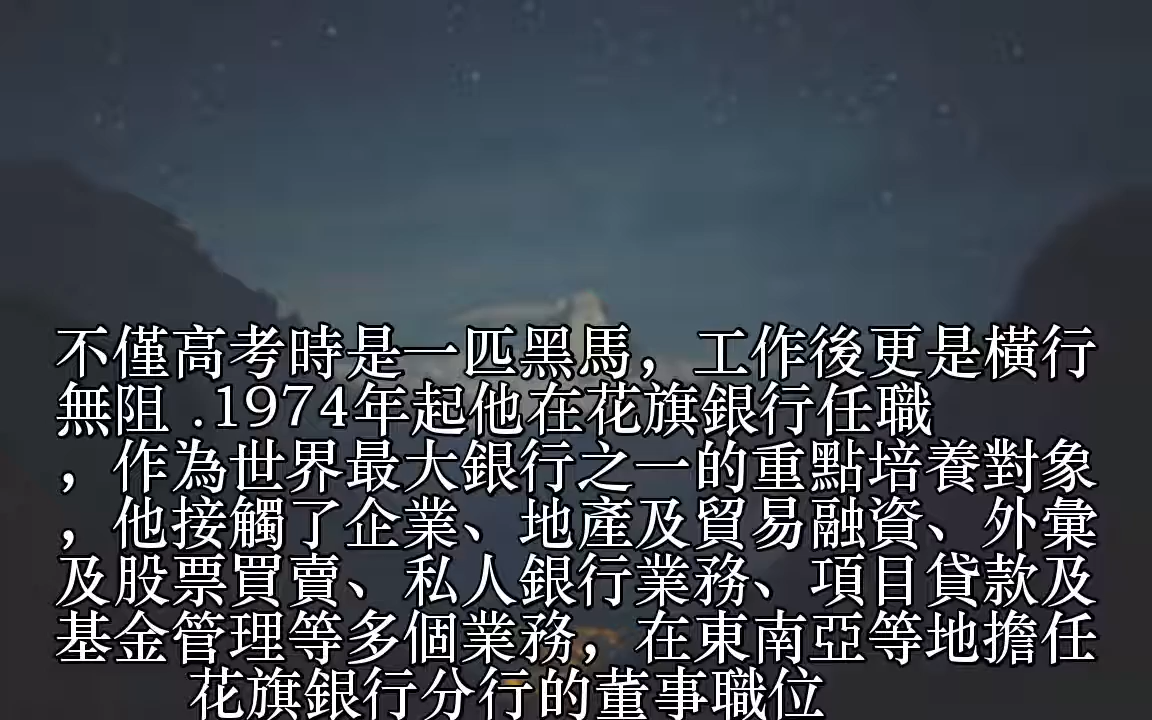 不僅高考時是一匹黑馬，工作後更是橫行
無阻 .1974年起他在花旗銀行任職
，作為世界最大銀行之一的重點培養對象
，他接觸了企業、地產及貿易融資、外彙
及股票買賣、私人銀行業務、項目貸款及
基金管理等多個業務，在東南亞等地擔任
花旗銀行分行的董事職位